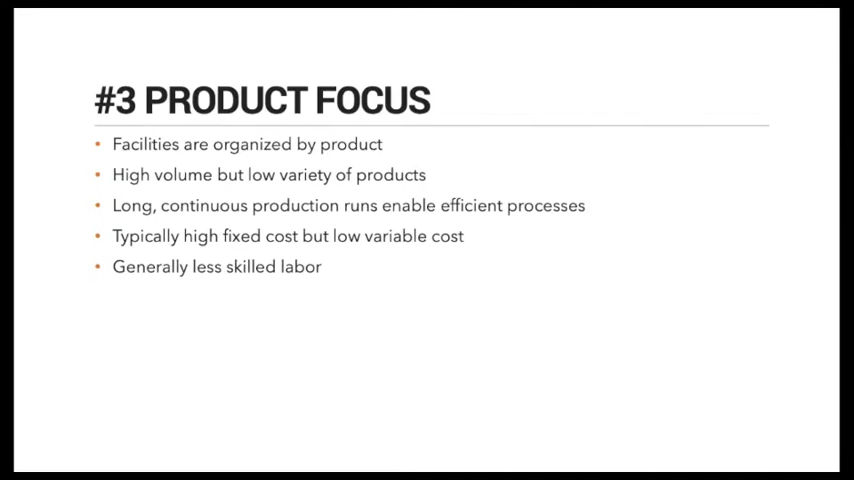 #3 PRODUCT FOCUS
• Facilities are organized by product
• High volume but low variety of products
• Long, continuous production runs enable efficient processes
• Typically high fixed cost but low variable cost
• Generally less skilled labor